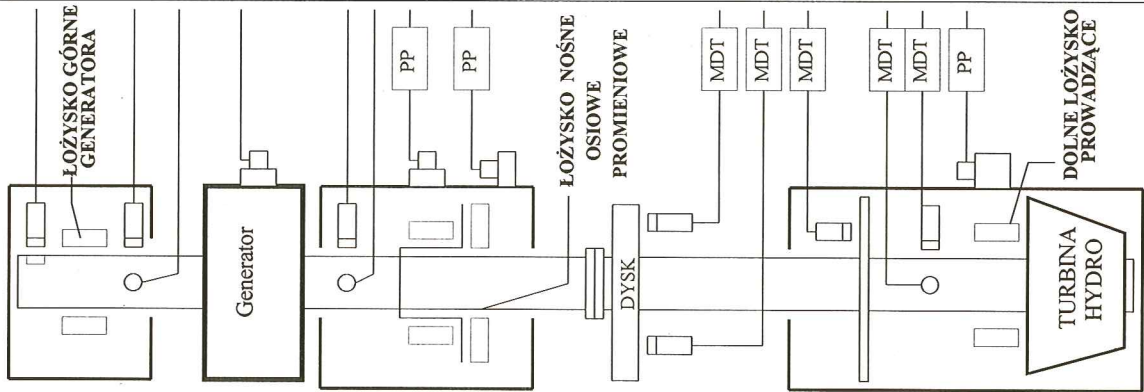 ŁOŻYSKO GÓRNE
GENERATORA
Generator
PP
PP
ŁOŻYSKO NOŚNE
OSIOWE
PROMIENIOWE
DYSK
MDT
MDT
MDT
MDT
MDT
PP
DOLNE ŁOŻYSKO
PROWADZĄCE
TURBINA
HYDRO